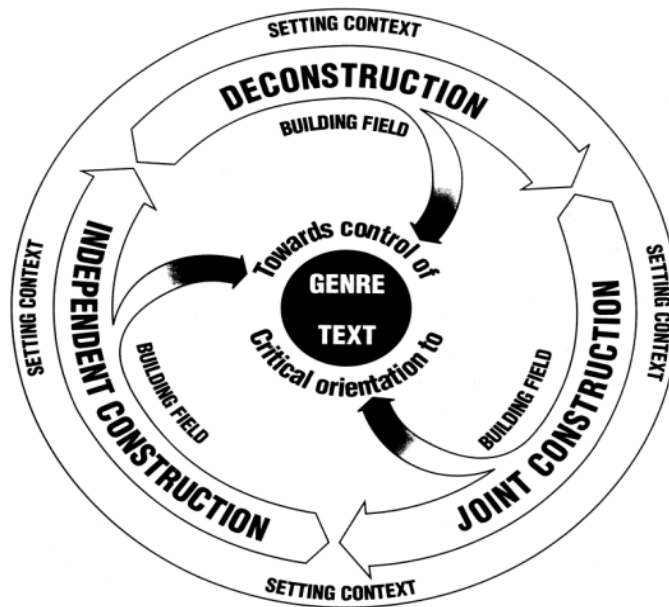 SETTING CONTEXT
DECONSTRUCTION
BUILDING FIELD
SETTING CONTEXT
INDEPENDENT CONSTRUCTION
BUILDING FIELD
Towards control of
GENRE
TEXT
Critical orientation to
SETTING CONTEXT
JOINT CONSTRUCTION
BUILDING FIELD
SETTING CONTEXT